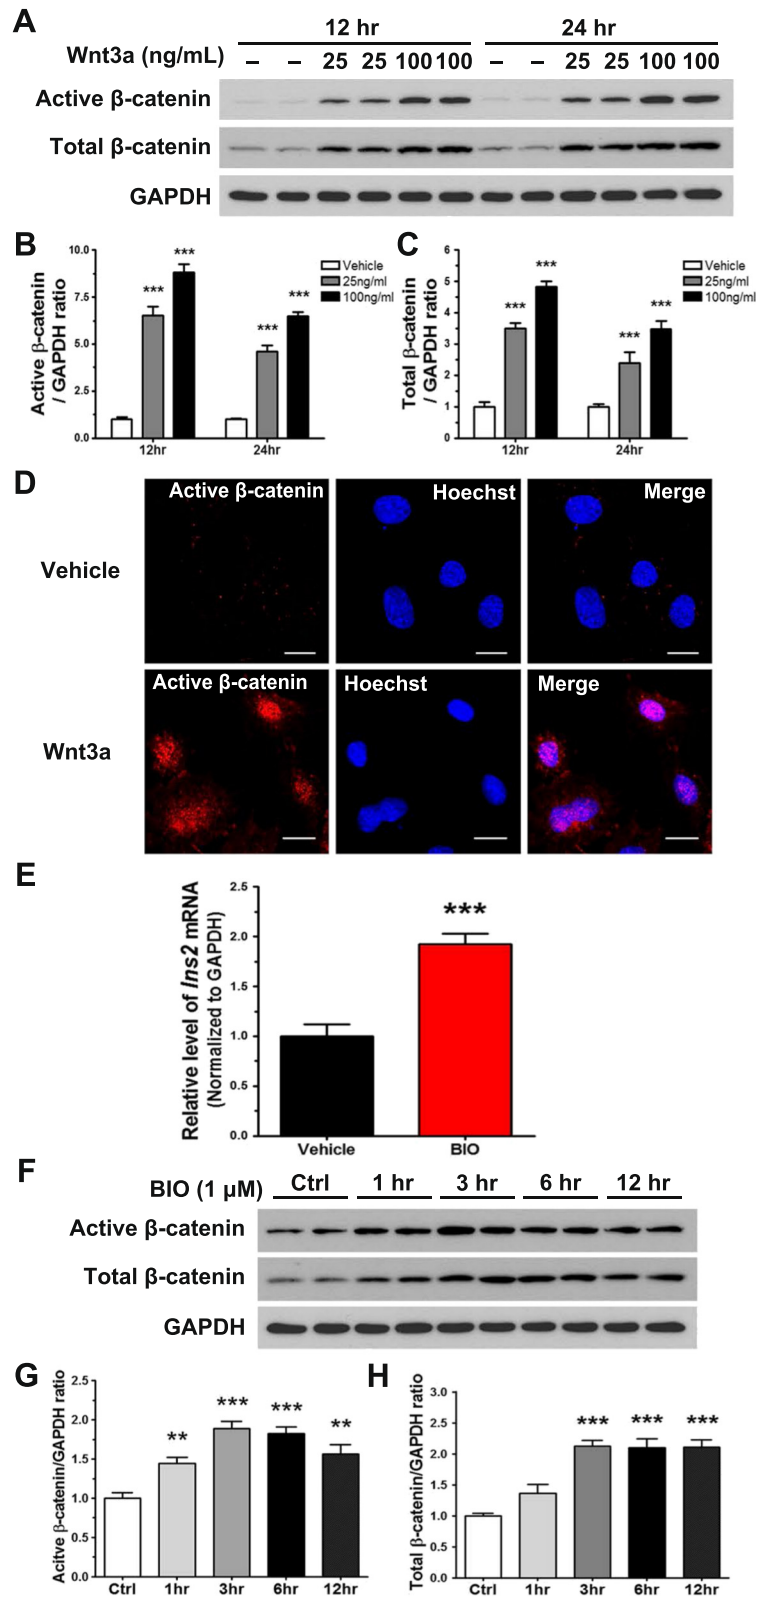 A
12 hr 24 hr
Wnt3a (ng/mL) – – 25 25 100 100 – – 25 25 100 100
Active β-catenin
Total β-catenin
GAPDH
B
Active β-catenin
/ GAPDH ratio
10.0
7.5
5.0
2.5
0.0
*** *** *** ***
Vehicle
25ng/ml
100ng/ml
12hr 24hr
C
Total β-catenin
/ GAPDH ratio
6
5
4
3
2
1
0
*** *** *** ***
Vehicle
25ng/ml
100ng/ml
12hr 24hr
D
Active β-catenin Hoechst Merge
Vehicle
Active β-catenin Hoechst Merge
Wnt3a
E
Relative level of Ins2 mRNA
(Normalized to GAPDH)
2.5
2.0
1.5
1.0
0.5
0.0
***
Vehicle BIO
F
BIO (1 μM) Ctrl 1 hr 3 hr 6 hr 12 hr
Active β-catenin
Total β-catenin
GAPDH
G
Acitve β-catenin/GAPDH ratio
2.5
2.0
1.5
1.0
0.5
0.0
** *** *** **
Ctrl 1hr 3hr 6hr 12hr
H
Total β-catenin/GAPDH ratio
3.0
2.5
2.0
1.5
1.0
0.5
0.0
*** *** ***
Ctrl 1hr 3hr 6hr 12hr